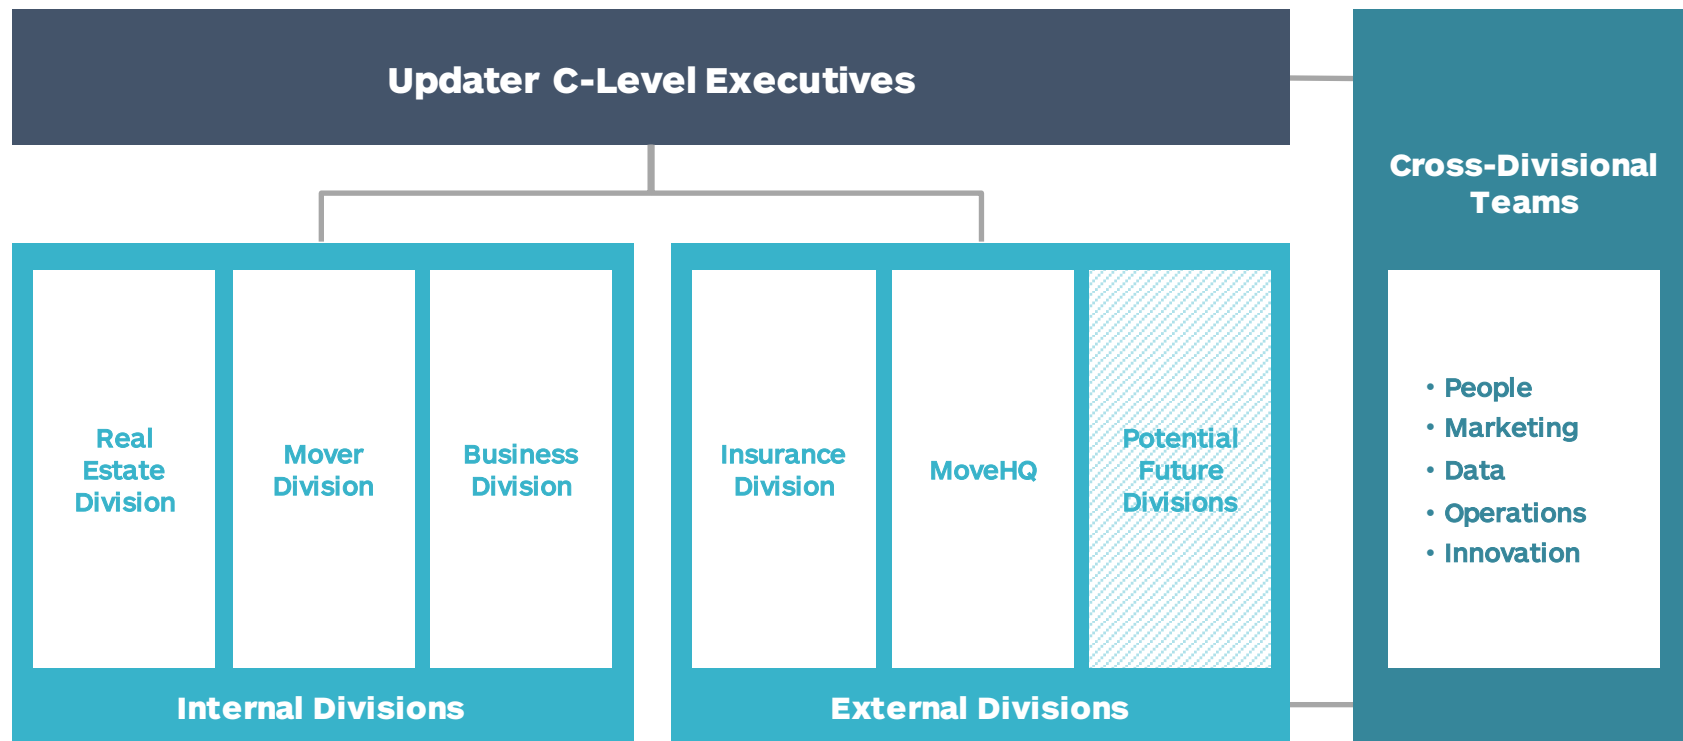 Updater C-Level Executives
Cross-Divisional
Teams
Real
Estate
Division
Mover
Division
Business
Division
Internal Divisions
Insurance
Division
MoveHQ
Potential
Future
Divisions
External Divisions
• People
• Marketing
• Data
• Operations
• Innovation